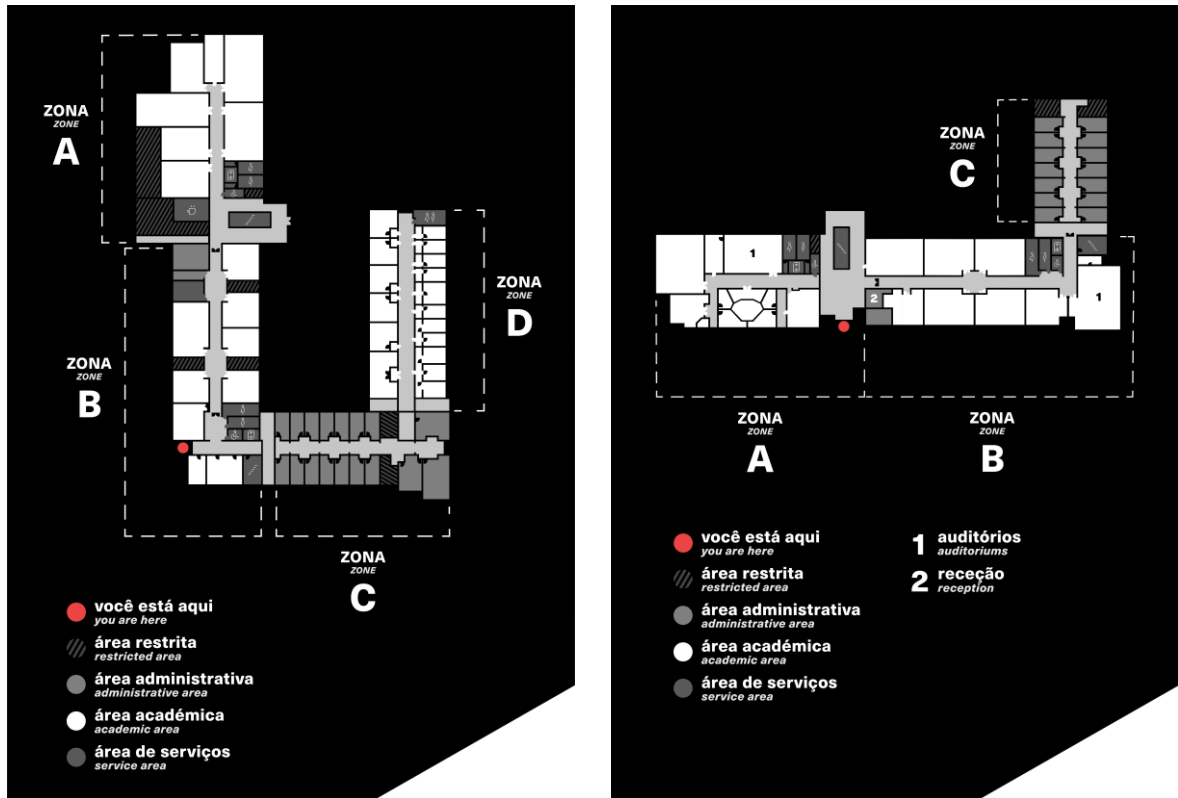 ZONA
ZONE
A
ZONA
ZONE
D
ZONA
ZONE
B
ZONA
ZONE
C
você está aqui
you are here
área restrita
restricted area
área administrativa
administrative area
área académica
academic area
área de serviços
service area
ZONA
ZONE
C
1
2
1
ZONA
ZONE
A
ZONA
ZONE
B
você está aqui
you are here
área restrita
restricted area
área administrativa
administrative area
área académica
academic area
área de serviços
service area
1 auditórios
auditoriums
2 receção
reception